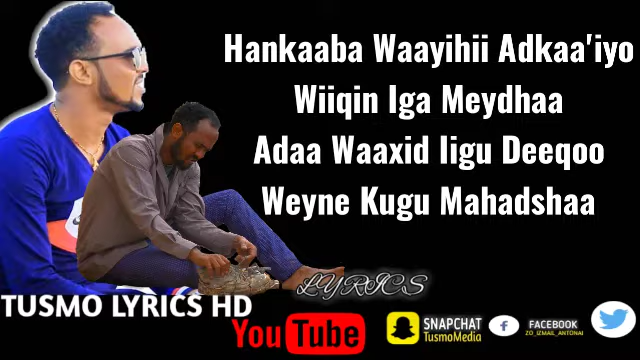 Hankaaba Waayihii Adkaa'iyo
Wiiqin Iga Meydhaa
Adaa Waaxid Iigu Deeqoo
Weyne Kugu Mahadshaa
LYRICS
TUSMO LYRICS HD
YouTube
SNAPCHAT
TusmoMedia
FACEBOOK
ZO_IZMAIL_ANTONAI